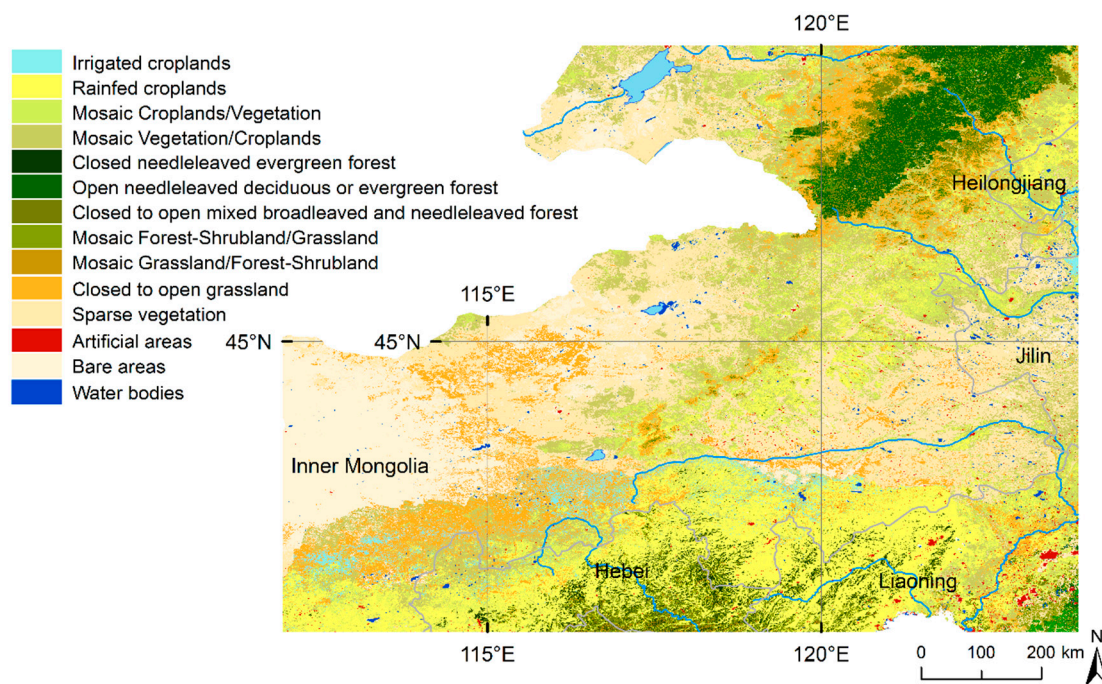 120°E
Irrigated croplands
Rainfed croplands
Mosaic Croplands/Vegetation
Mosaic Vegetation/Croplands
Closed needleleaved evergreen forest
Open needleleaved deciduous or evergreen forest
Closed to open mixed broadleaved and needleleaved forest
Mosaic Forest-Shrubland/Grassland
Mosaic Grassland/Forest-Shrubland
Closed to open grassland
Sparse vegetation
Artificial areas
Bare areas
Water bodies
Heilongjiang
115°E
45°N
45°N
Jilin
Inner Mongolia
Hebei
Liaoning
115°E
120°E
N
0 100 200 km